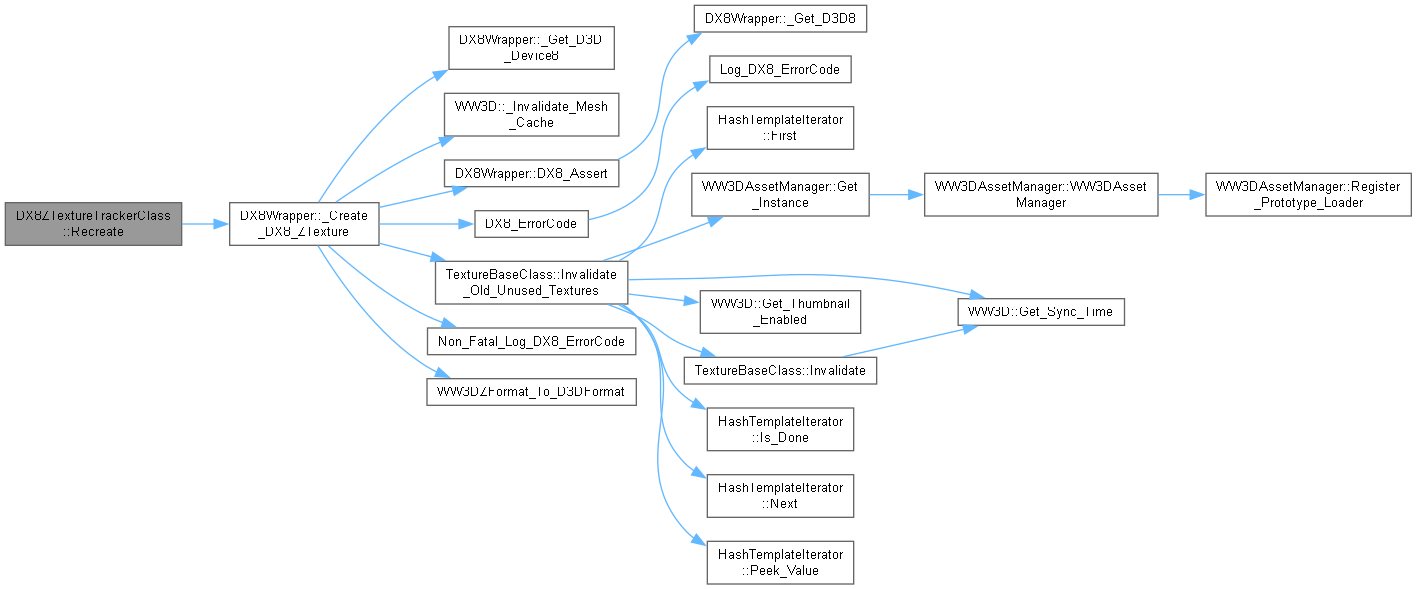 DX8ZTextureTrackerClass
::Recreate
DX8Wrapper::_Create
_DX8_ZTexture
DX8Wrapper::_Get_D3D
_Device8
WW3D::_Invalidate_Mesh
_Cache
DX8Wrapper::DX8_Assert
DX8_ErrorCode
TextureBaseClass::Invalidate
_Old_Unused_Textures
Non_Fatal_Log_DX8_ErrorCode
WW3DZFormat_To_D3DFormat
DX8Wrapper::_Get_D3D8
Log_DX8_ErrorCode
HashTemplateIterator
::First
WW3DAssetManager::Get
_Instance
WW3D::Get_Thumbnail
_Enabled
TextureBaseClass::Invalidate
HashTemplateIterator
::Is_Done
HashTemplateIterator
::Next
HashTemplateIterator
::Peek_Value
WW3DAssetManager::WW3DAsset
Manager
WW3D::Get_Sync_Time
WW3DAssetManager::Register
_Prototype_Loader